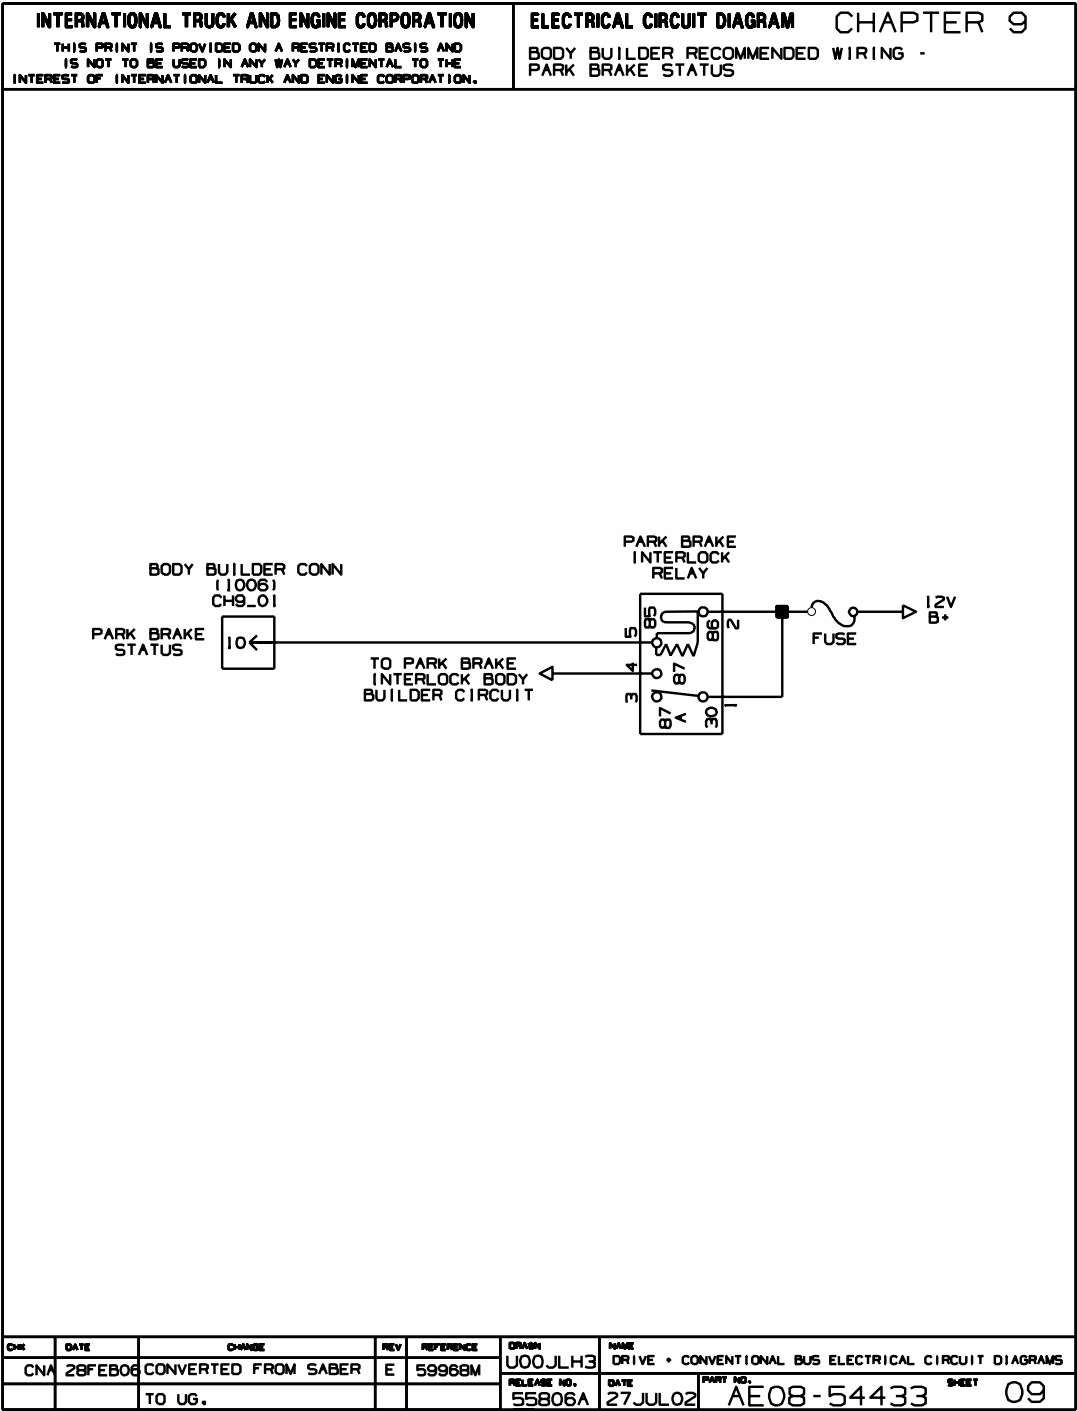 INTERNATIONAL TRUCK AND ENGINE CORPORATION
THIS PRINT IS PROVIDED ON A RESTRICTED BASIS AND
IS NOT TO BE USED IN ANY WAY DETRIMENTAL TO THE
INTEREST OF INTERNATIONAL TRUCK AND ENGINE CORPORATION.
ELECTRICAL CIRCUIT DIAGRAM CHAPTER 9
BODY BUILDER RECOMMENDED WIRING -
PARK BRAKE STATUS
PARK BRAKE
INTERLOCK
RELAY
BODY BUILDER CONN
(1006)
CH9_01
PARK BRAKE
STATUS
10
TO PARK BRAKE
INTERLOCK BODY
BUILDER CIRCUIT
5
4
3
85
86
87
87
A
30
2
1
FUSE
12V
B+
CHK DATE CHANGE REV REFERENCE
CNA 28FEB06 CONVERTED FROM SABER E 59968M
TO UG.
DRAWN
U00JLH3
NAME
DRIVE • CONVENTIONAL BUS ELECTRICAL CIRCUIT DIAGRAMS
RELEASE NO.
55806A
DATE
27JUL02
PART NO.
AE08-54433
SHEET
09